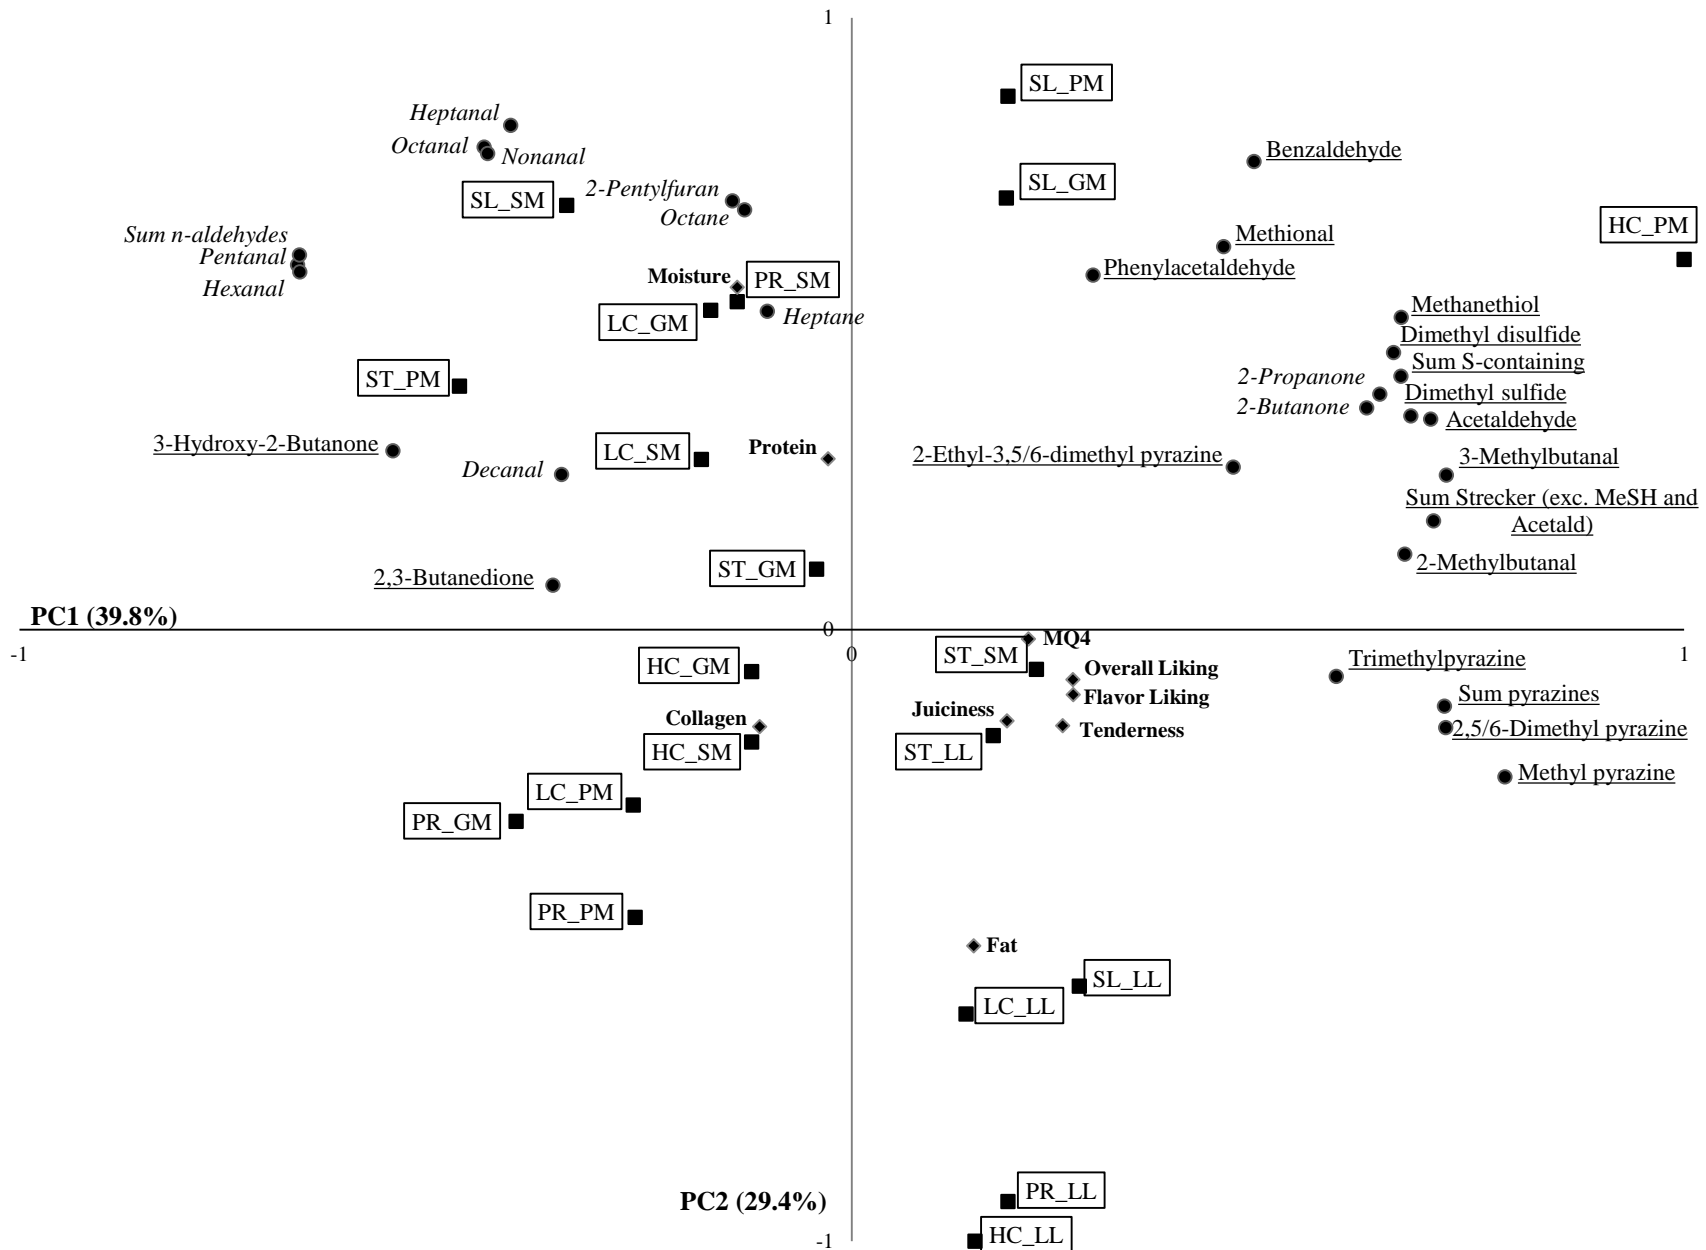 1
SL_PM
Heptanal
Octanal
Nonanal
Benzaldehyde
SL_GM
2-Pentylfuran
SL_SM
Octane
HC_PM
Sum n-aldehydes
Methional
Pentanal
Phenylacetaldehyde
Hexanal
Moisture
PR_SM
Methanethiol
LC_GM
Heptane
Dimethyl disulfide
Sum S-containing
ST_PM
2-Propanone
Dimethyl sulfide
2-Butanone
Acetaldehyde
3-Hydroxy-2-Butanone
LC_SM
Protein
2-Ethyl-3,5/6-dimethyl pyrazine
3-Methylbutanal
Decanal
Sum Strecker (exc. MeSH and
Acetald)
2-Methylbutanal
ST_GM
2,3-Butanedione
PC1 (39.8%)
0
-1
0
1
MQ4
ST_SM
HC_GM
Overall Liking
Trimethylpyrazine
Flavor Liking
Sum pyrazines
Juiciness
Collagen
Tenderness
2,5/6-Dimethyl pyrazine
HC_SM
ST_LL
Methyl pyrazine
LC_PM
PR_GM
PR_PM
Fat
SL_LL
LC_LL
PR_LL
PC2 (29.4%)
HC_LL
-1